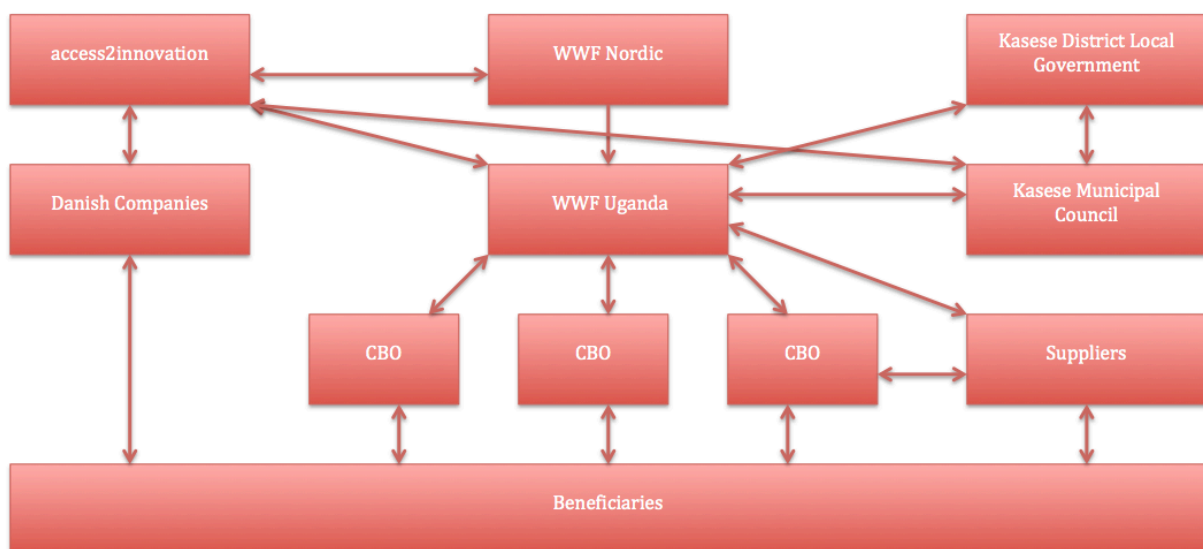 access2innovation
WWF Nordic
Kasese District Local
Government
Danish Companies
WWF Uganda
Kasese Municipal
Council
CBO
CBO
CBO
Suppliers
Beneficiaries